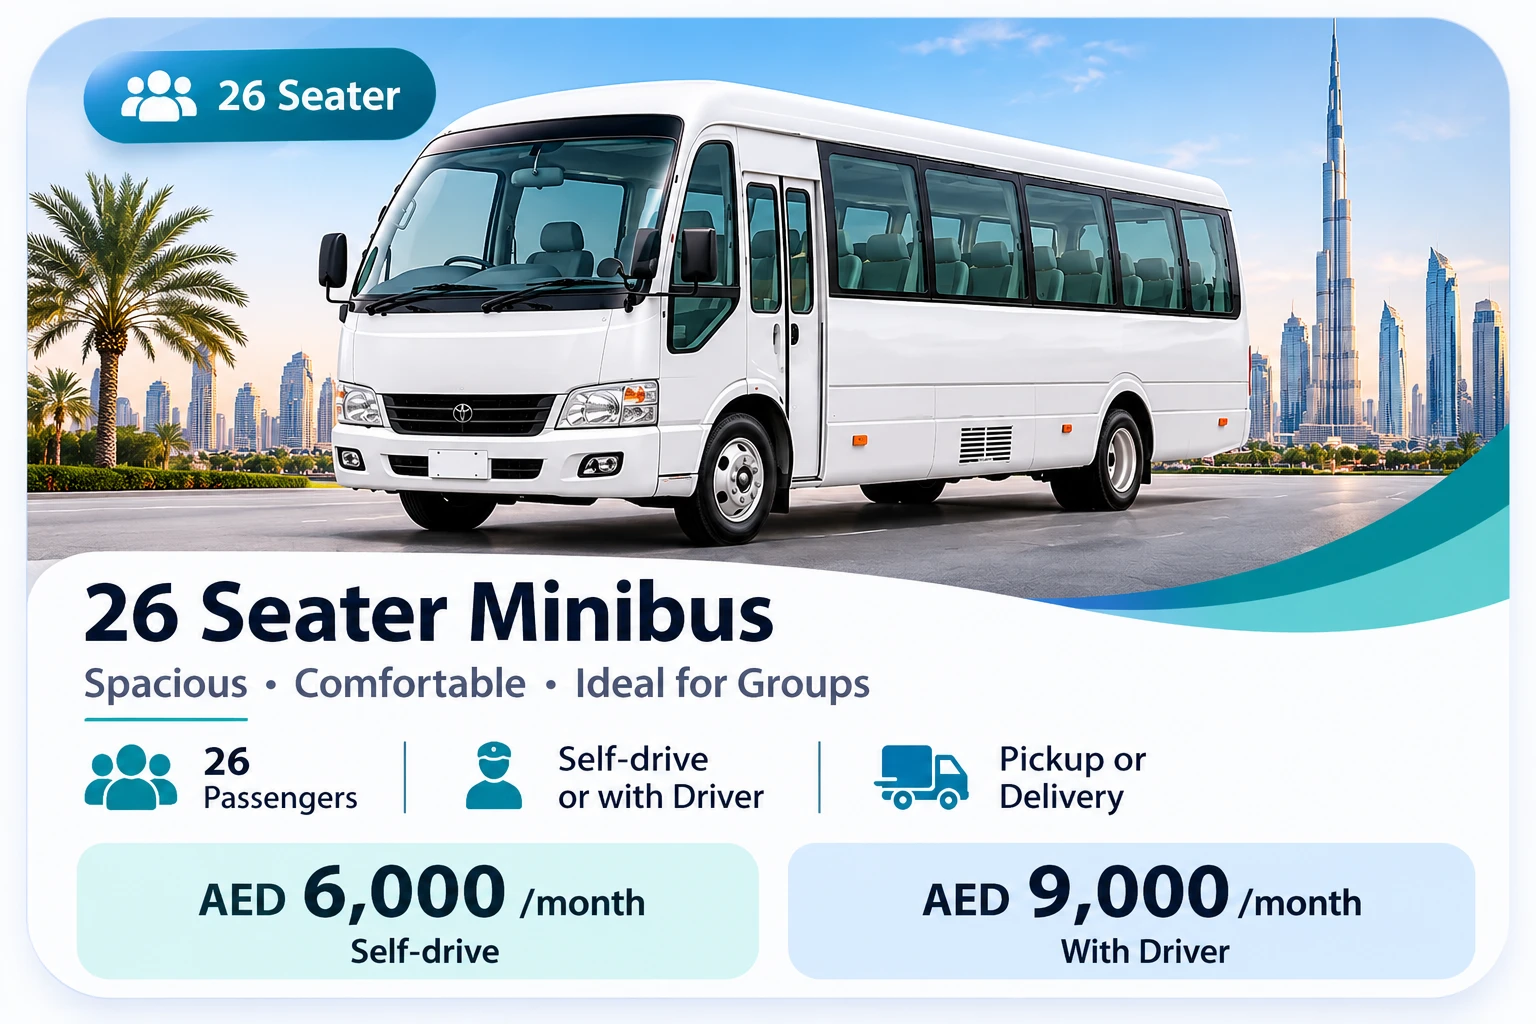 26 Seater
26 Seater Minibus
Spacious • Comfortable • Ideal for Groups
26
Passengers
Self-drive
or with Driver
Pickup or
Delivery
AED 6,000 /month
Self-drive
AED 9,000 /month
With Driver